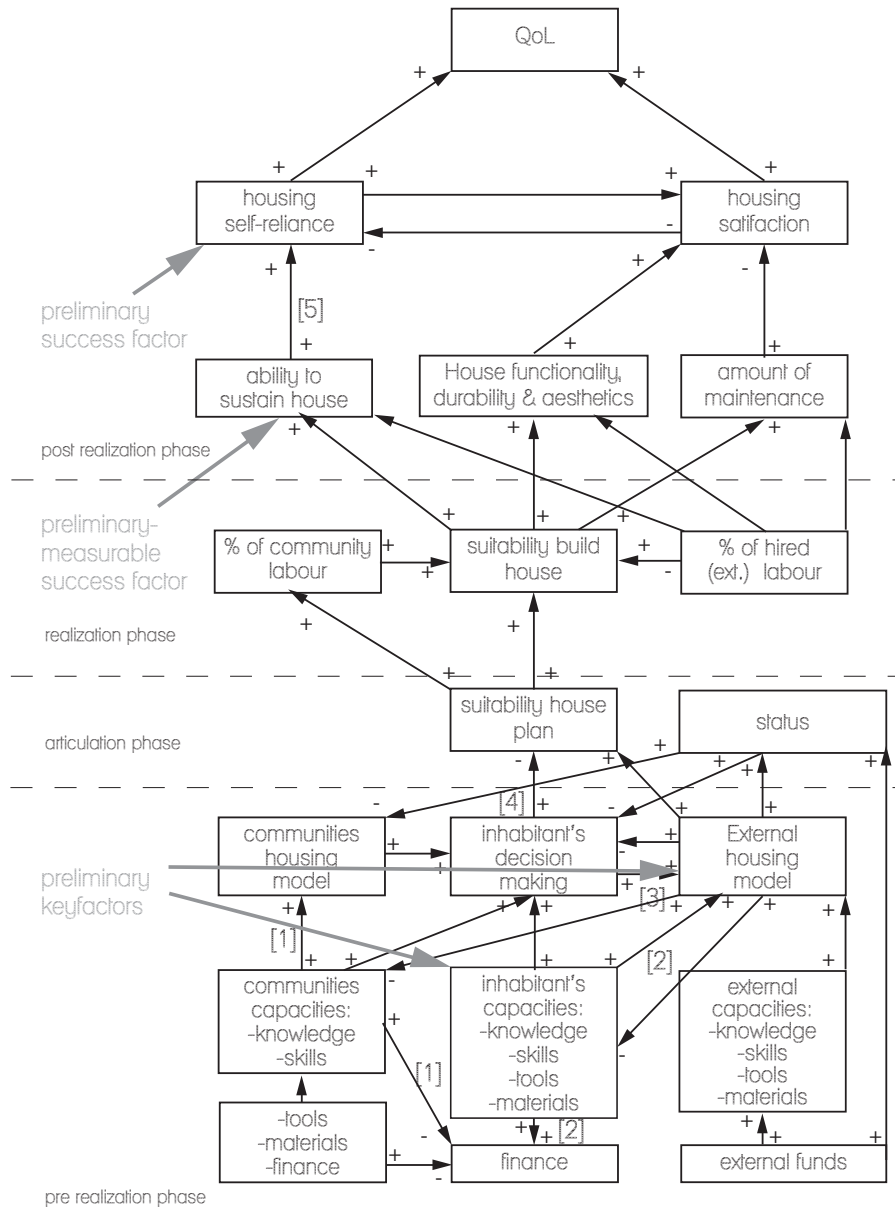 QoL
+ +
+ + + +
housing
self-reliance
housing
satifaction
- -
+ + -
preliminary
success factor
[5]
+ + +
ability to
sustain house
House functionality,
durability & aesthetics
amount of
maintenance
+ + +
post realization phase
+ + +
preliminary-
measurable
success factor
% of community
labour
suitability build
house
% of hired
(ext.) labour
+ + + -
+ +
realization phase
+ +
suitability house
plan
status
articulation phase
- + + + + +
- [4] + - + +
communities
housing
model
inhabitant's
decision
making
External
housing
model
+ + - + + +
preliminary
keyfactors
[3]
+ + + + + + +
[1]
[2]
+ + + +
communities
capacities:
-knowledge
-skills
inhabitant's
capacities:
-knowledge
-skills
-tools
-materials
external
capacities:
-knowledge
-skills
-tools
-materials
- + -
[1]
-tools
-materials
-finance
+ + [2]
+ + +
- + -
finance
external funds
pre realization phase